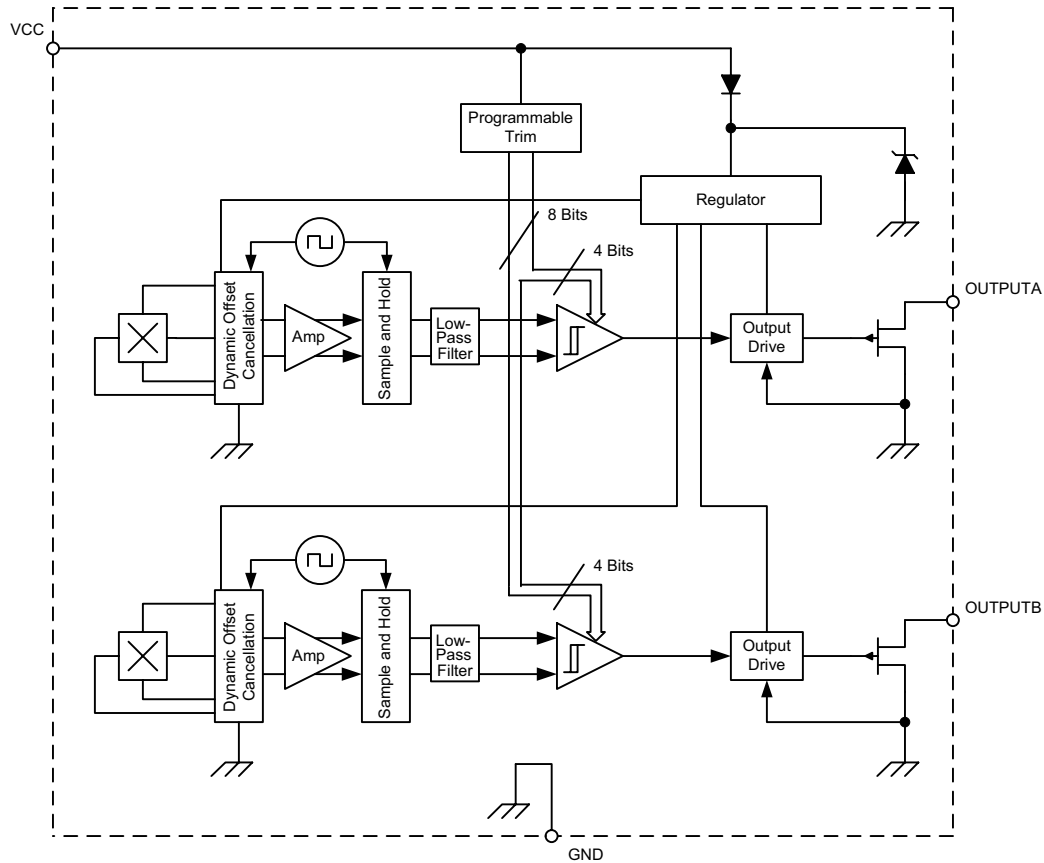 VCC
Programmable
Trim
Regulator
8 Bits
4 Bits
OUTPUTA
Dynamic Offset
Cancellation
Amp
Sample and Hold
Low-
Pass
Filter
Output
Drive
4 Bits
OUTPUTB
Dynamic Offset
Cancellation
Amp
Sample and Hold
Low-
Pass
Filter
Output
Drive
GND